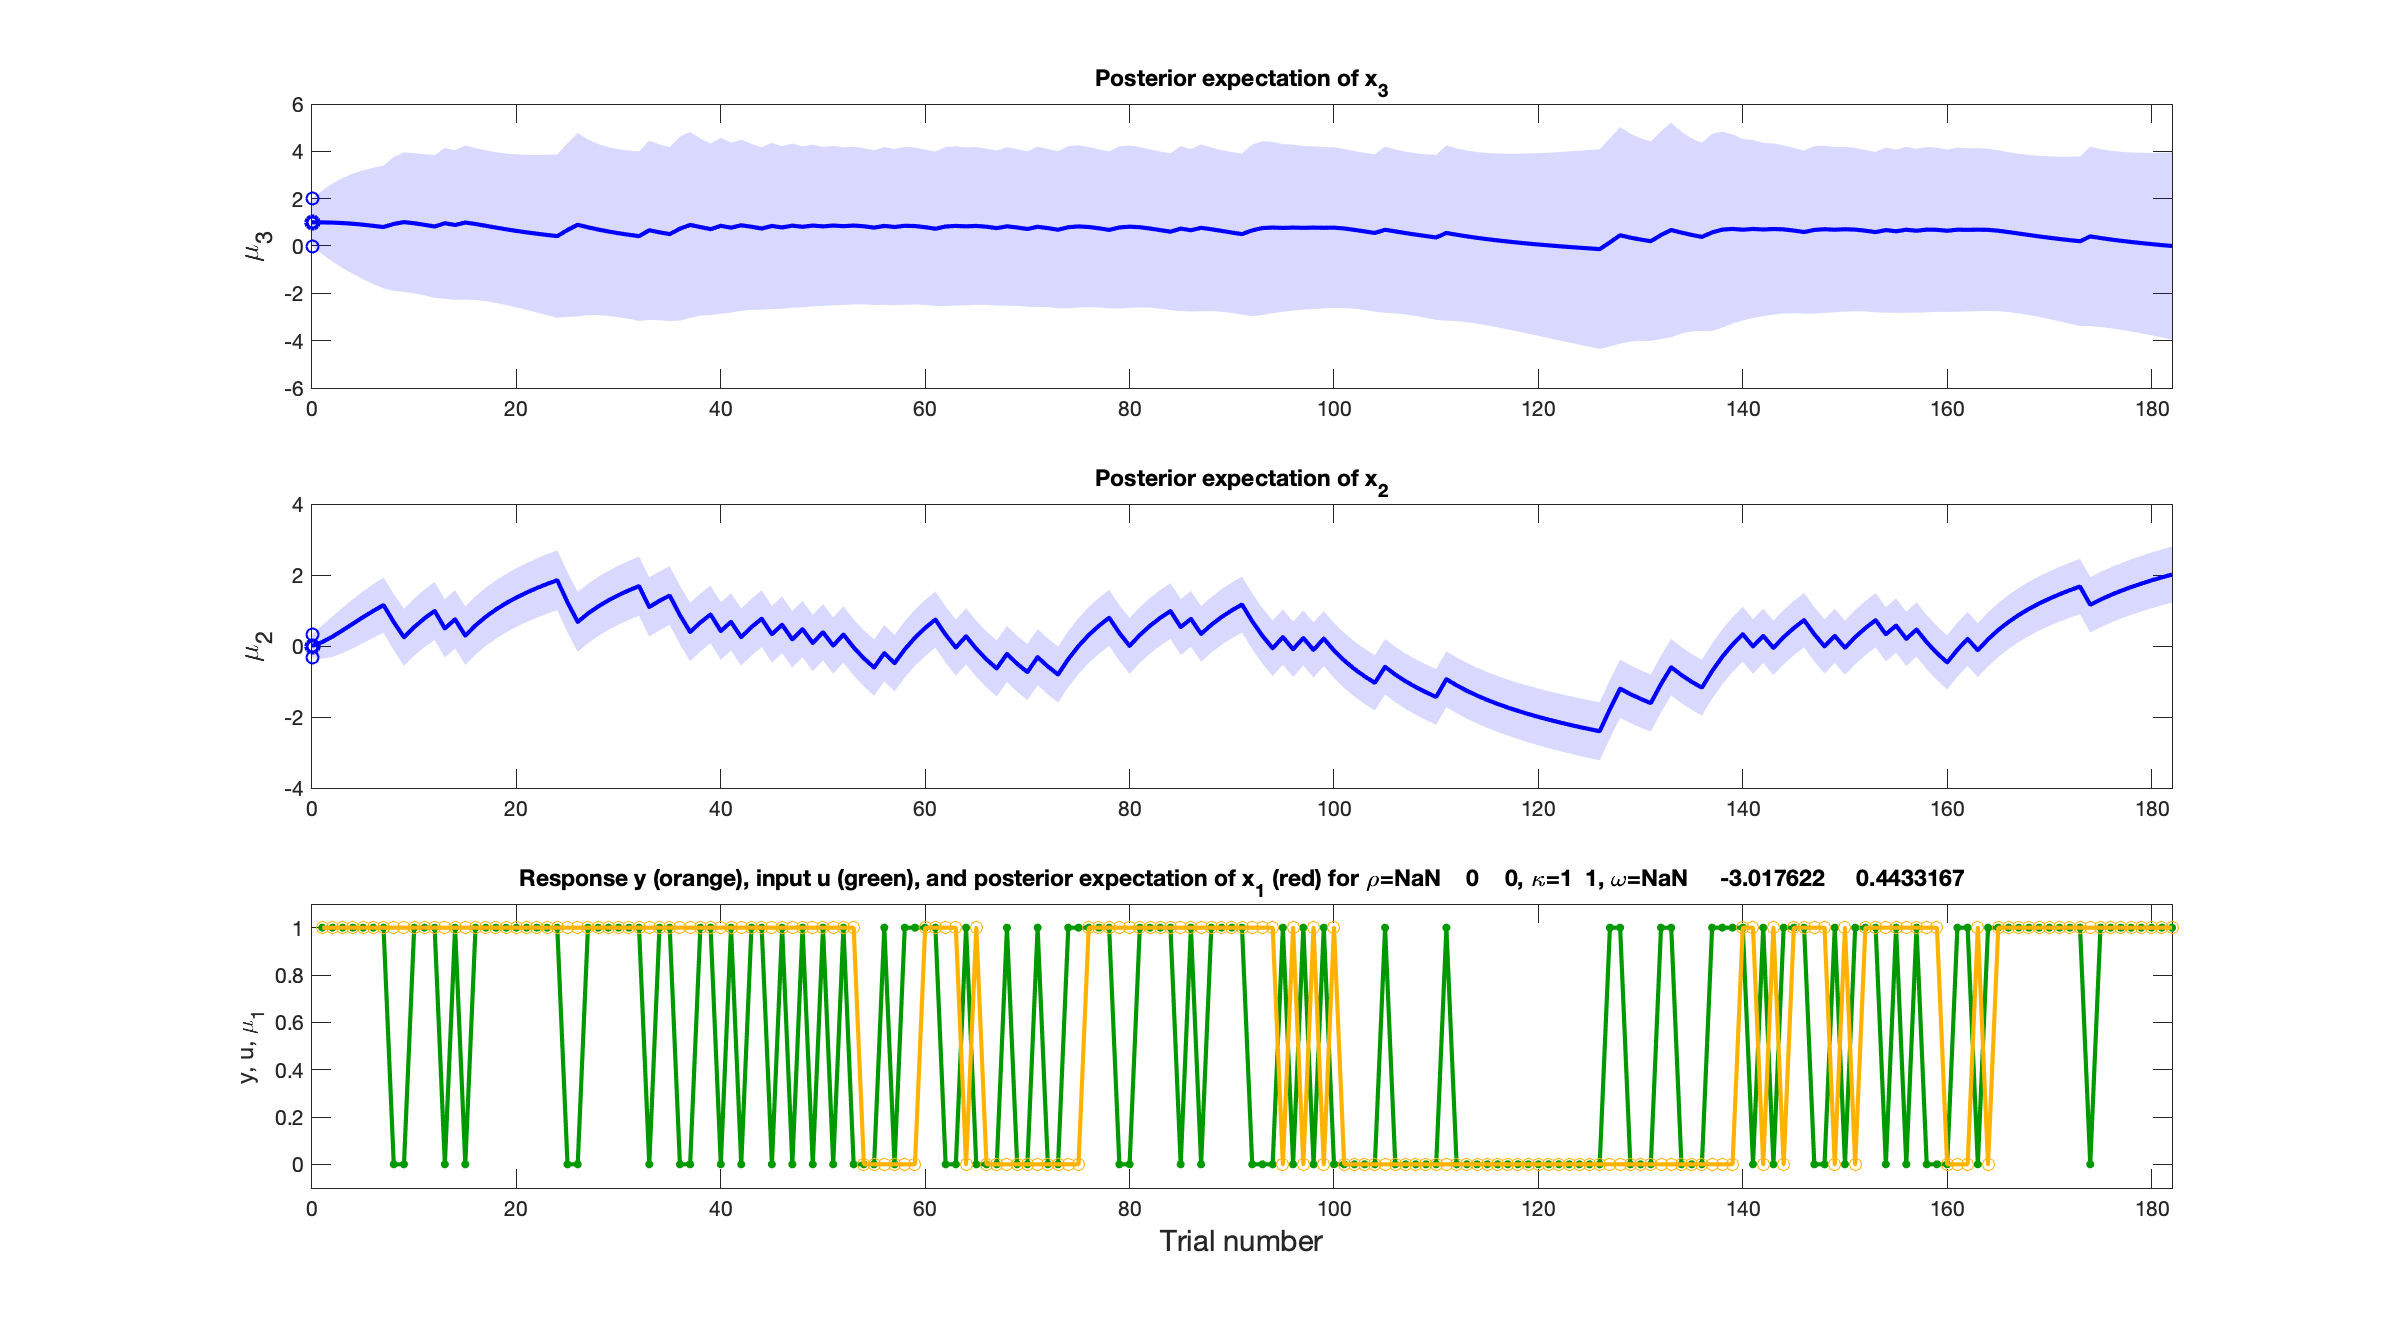 Posterior expectation of x₃
6
4
2
0
-2
-4
-6
μ₃
0 20 40 60 80 100 120 140 160 180
Posterior expectation of x₂
4
2
0
-2
-4
μ₂
0 20 40 60 80 100 120 140 160 180
Response y (orange), input u (green), and posterior expectation of x₁ (red) for ρ=NaN 0 0, κ=1 1, ω=NaN -3.017622 0.4433167
1
0.8
0.6
0.4
0.2
0
y, u, μ₁
0 20 40 60 80 100 120 140 160 180
Trial number